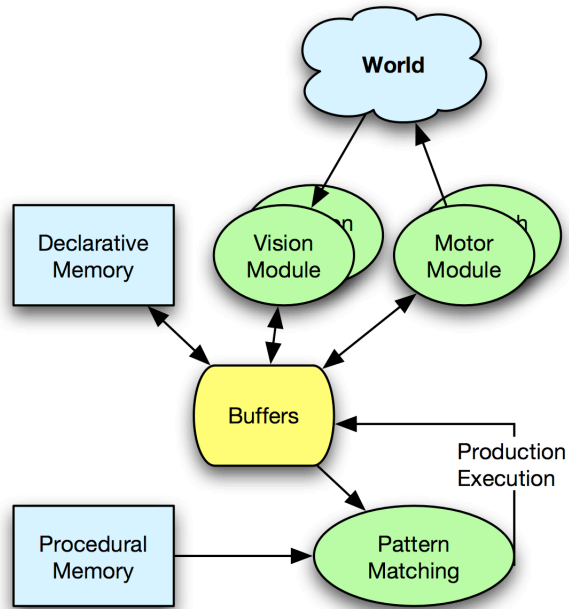 World
Declarative
Memory
Vision
Module
Motor
Module
Buffers
Production
Execution
Procedural
Memory
Pattern
Matching